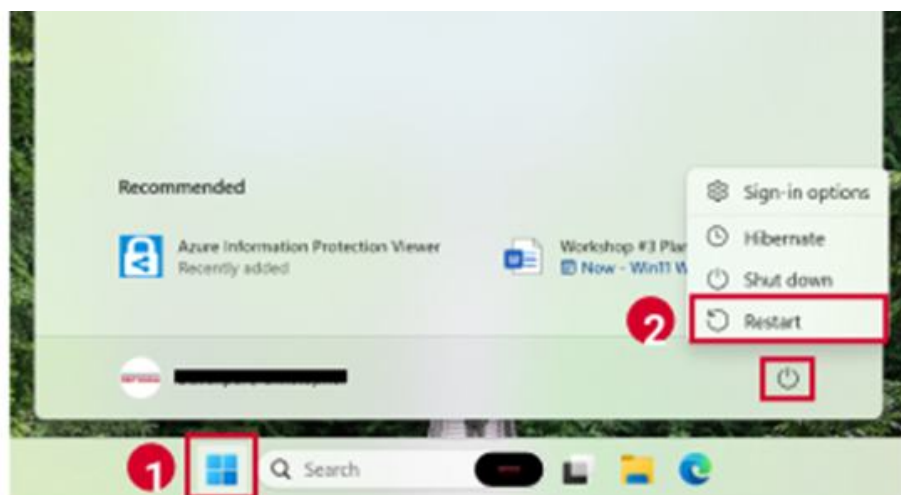 Recommended
Sign-in options
Azure Information Protection Viewer
Recently added
Workshop #3 Plan
Now - Win11 W
Hibernate
Shut down
2
Restart
1
Search